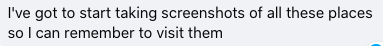 I've got to start taking screenshots of all these places
so I can remember to visit them